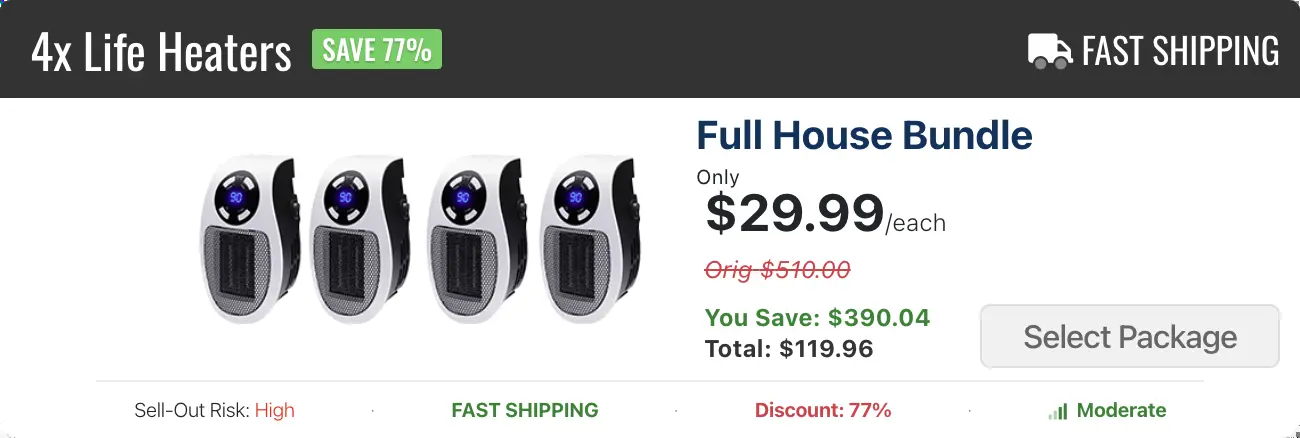 4x Life Heaters SAVE 77% FAST SHIPPING
Full House Bundle
Only
$29.99/each
Orig $510.00
You Save: $390.04
Total: $119.96
Select Package
Sell-Out Risk: High · FAST SHIPPING · Discount: 77% · Moderate
90 90 90 90